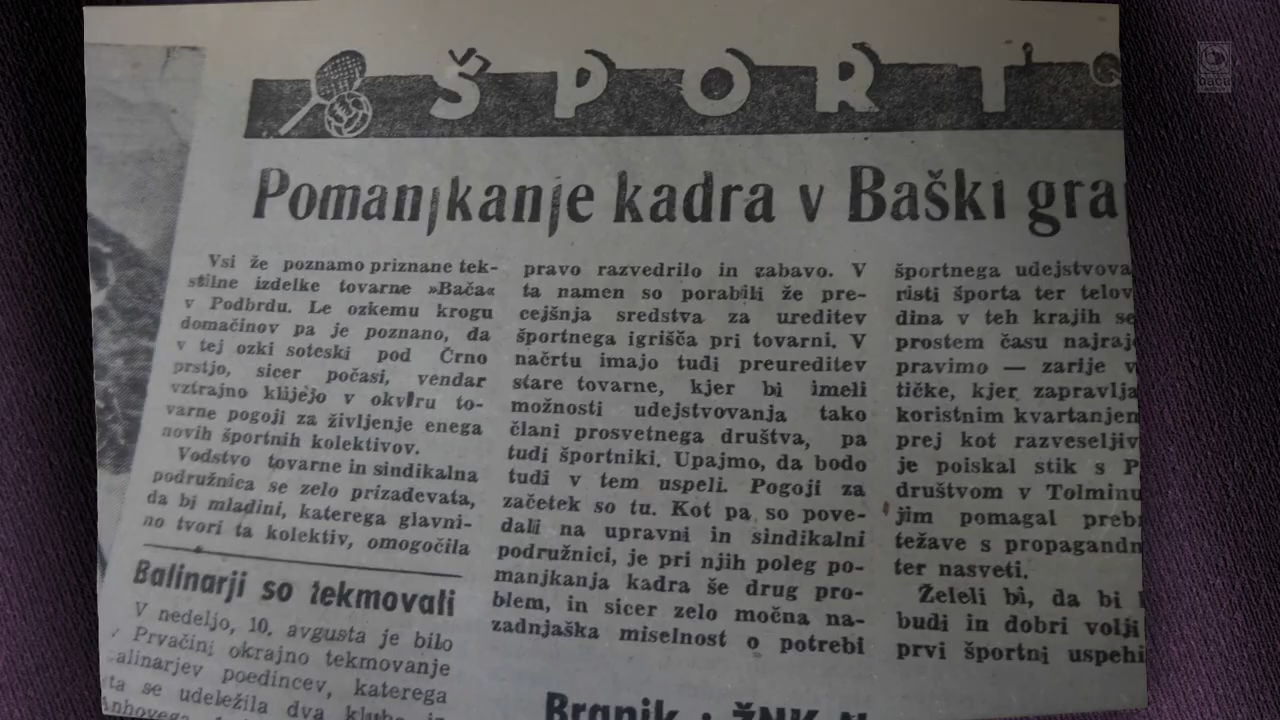 ŠPORT
Pomanjkanje kadra v Baški
Vsi že poznamo priznane tek-
stilne izdelke tovarne »Bača«
v Podbrdu. Le ozkemu krogu
domačinov pa je poznano, da
v tej ozki soteski pod Črno
prstjo, sicer počasi, vendar
vztrajno klijejo v okviru to-
varne pogoji za življenje enega
novih športnih kolektivov.
Vodstvo tovarne in sindikalna
podružnica se zelo prizadevata,
da bi mladini, katerega glavni-
no tvori ta kolektiv, omogočila
Balinarji so tekmovali
V nedeljo, 10. avgusta je bilo
v Prvačini okrajno tekmovanje
poedincev, katerega
se udeležila dva
pravo razvedrilo in zabavo. V
ta namen so porabili že pre-
cejšnja sredstva za ureditev
športnega igrišča pri tovarni. V
načrtu imajo tudi preureditev
stare tovarne, kjer bi imeli
možnosti udejstvovanja tako
člani prosvetnega društva, pa
tudi športniki. Upajmo, da bodo
tudi v tem uspeli. Pogoji za
začetek so tu. Kot pa so pove-
dali na upravni in sindikalni
podružnici, je pri njih poleg po-
manjkanja kadra še drug pro-
blem, in sicer zelo močna na-
zadnjaška miselnost o potrebi
Branik
športnega udejstvova
risti športa ter telov
dina v teh krajih se
prostem času najraj
pravimo — zarije v
tičke, kjer zapravlja
koristnim kvartanjem
prej kot razveseljiv
je poiskal stik s P
društvom v Tolminu
jim pomagal preb
težave s propagandn
ter nasveti.
Želeli bi, da bi
budi in dobri volji
prvi športni uspehi
bača